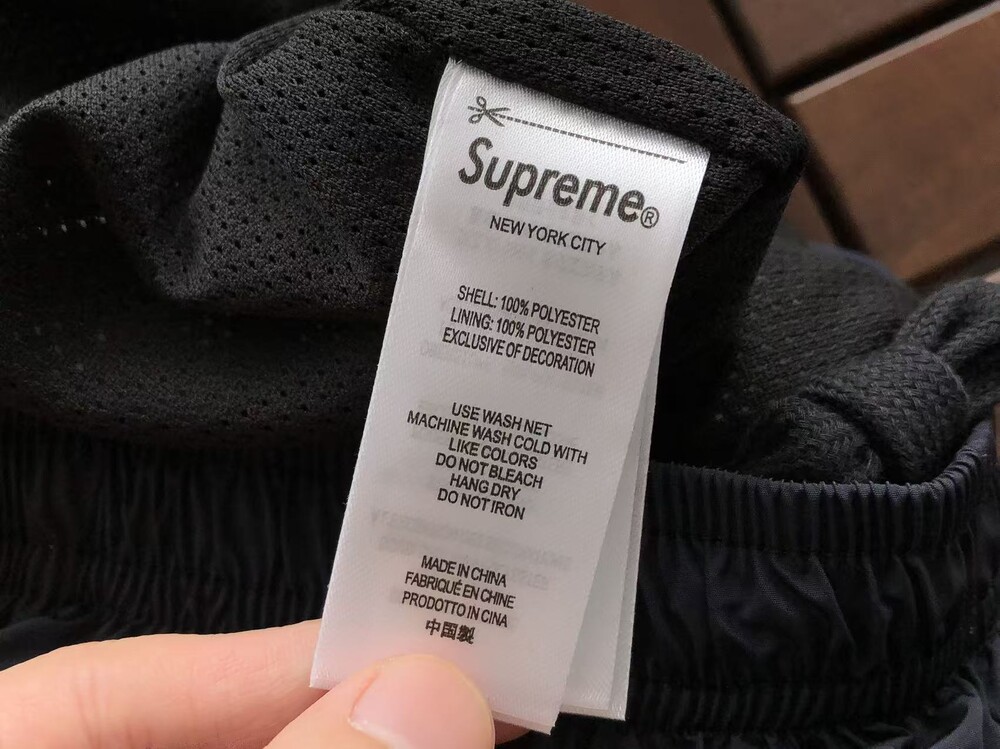 Supreme®
NEW YORK CITY
SHELL: 100% POLYESTER
LINING: 100% POLYESTER
EXCLUSIVE OF DECORATION
USE WASH NET
MACHINE WASH COLD WITH
LIKE COLORS
DO NOT BLEACH
HANG DRY
DO NOT IRON
MADE IN CHINA
FABRIQUÉ EN CHINE
PRODOTTO IN CINA
中国製